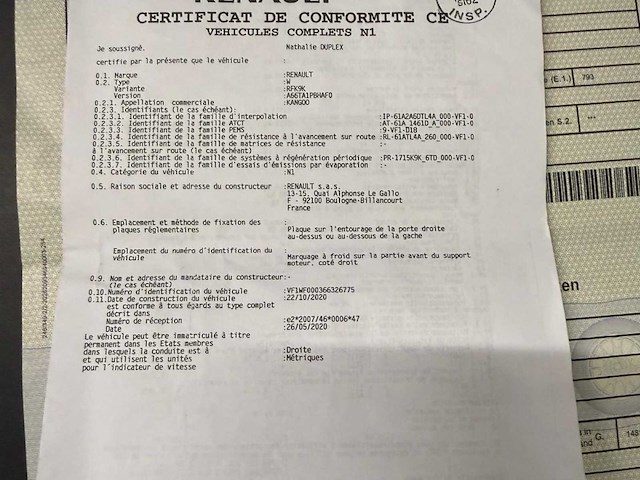 RENAULT
CERTIFICAT DE CONFORMITE CE
VEHICULES COMPLETS N1
INSP.
Je soussigné, Nathalie DUPLEX
certifie par la présente que le véhicule :
0.1. Marque :RENAULT
0.2. Type :W
Variante :RFK9K
Version :A66TA1PBHAF0
0.2.1. Appellation commerciale :KANGOO
0.2.3. Identifiants (le cas échéant):
0.2.3.1. Identifiant de la famille d'interpolation :IP-61A2A6DTL4A_000-VF1-0
0.2.3.2. Identifiant de la famille ATCT :AT-61A_1461D_A_000-VF1-0
0.2.3.3. Identifiant de la famille PEMS :9-VF1-D1B
0.2.3.4. Identifiant de la famille de résistance à l'avancement sur route :RL-61ATL4A_260_000-VF1-0
0.2.3.5. Identifiant de la famille de matrices de résistance :-
à l'avancement sur route (le cas échéant)
0.2.3.6. Identifiant de la famille de systèmes à régénération périodique :PR-1715K9K_6TD_000-VF1-0
0.2.3.7. Identifiant de la famille d'essais d'émissions par évaporation :-
0.4. Catégorie du véhicule :N1
0.5. Raison sociale et adresse du constructeur :RENAULT s.a.s.
13-15, Quai Alphonse Le Gallo
F - 92100 Boulogne-Billancourt
France
0.6. Emplacement et méthode de fixation des :
plaques réglementaires Plaque sur l'entourage de la porte droite
au-dessus ou au-dessous de la gache
Emplacement du numéro d'identification du :
véhicule Marquage à froid sur la partie avant du support
moteur, coté droit
0.9. Nom et adresse du mandataire du constructeur:-
(le cas échéant)
0.10.Numéro d'identification du véhicule :VF1WF000366326775
0.11.Date de construction du véhicule :22/10/2020
est conforme à tous égards au type complet
décrit dans
Numéro de réception :e2*2007/46*0006*47
Date :26/05/2020
Le véhicule peut être immatriculé à titre
permanent dans les Etats membres
dans lesquels la conduite est à :Droite
et qui utilisent les unités :Métriques
pour l'indicateur de vitesse
(E.1.) 793
en S.2. ---
en
in
and G.